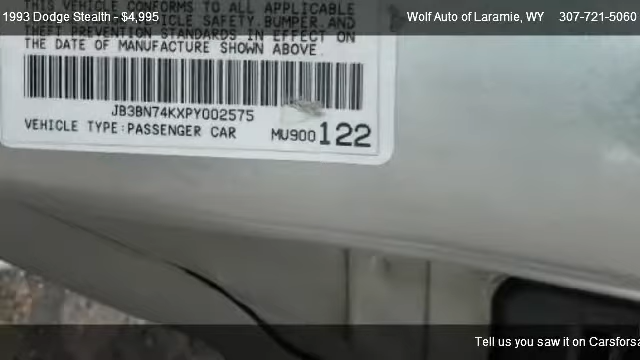 1993 Dodge Stealth - $4,995 Wolf Auto of Laramie, WY 307-721-5060
THIS VEHICLE CONFORMS TO ALL APPLICABLE
VEHICLE SAFETY, BUMPER, AND
THEFT PREVENTION STANDARDS IN EFFECT ON
THE DATE OF MANUFACTURE SHOWN ABOVE.
JB3BN74KXPY002575
VEHICLE TYPE:PASSENGER CAR MU900122
Tell us you saw it on Carsforsa